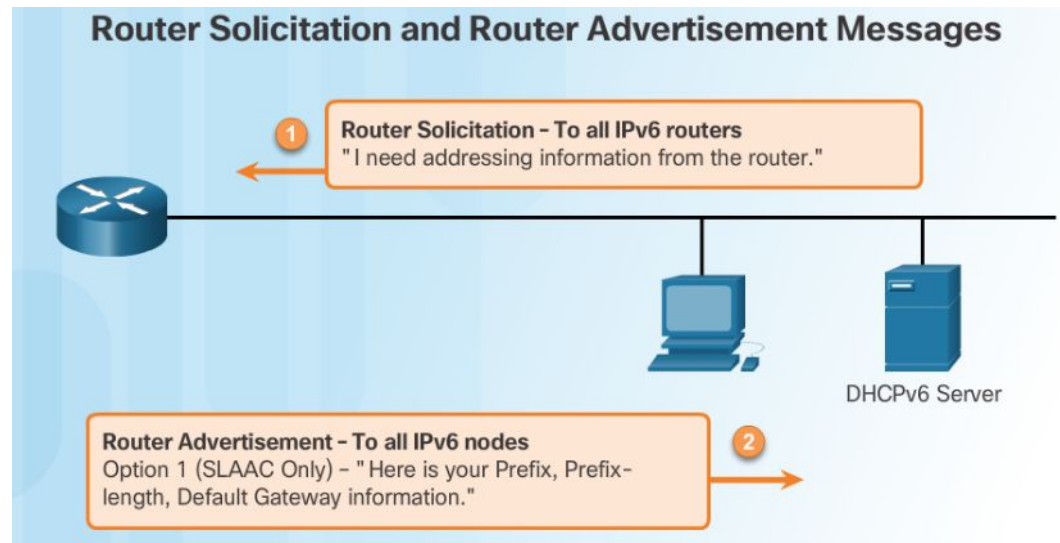 Router Solicitation and Router Advertisement Messages
1
Router Solicitation – To all IPv6 routers
"I need addressing information from the router."
DHCPv6 Server
Router Advertisement – To all IPv6 nodes
2
Option 1 (SLAAC Only) – "Here is your Prefix, Prefix-
length, Default Gateway information."